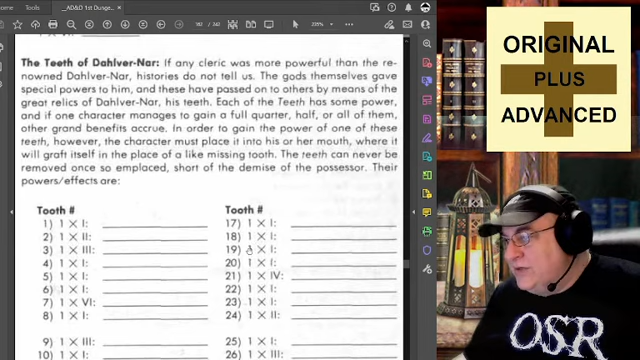 Home Tools __AD&D 1st Dunge...
182 / 242
235%
The Teeth of Dahlver-Nar: If any cleric was more powerful than the re-
nowned Dahlver-Nar, histories do not tell us. The gods themselves gave
special powers to him, and these have passed on to others by means of the
great relics of Dahlver-Nar, his teeth. Each of the Teeth has some power,
and if one character manages to gain a full quarter, half, or all of them,
other grand benefits accrue. In order to gain the power of one of these
teeth, however, the character must place it into his or her mouth, where it
will graft itself in the place of a like missing tooth. The teeth can never be
removed once so emplaced, short of the demise of the possessor. Their
powers/effects are:
Tooth #
1) 1 X I:
2) 1 X II:
3) 1 X III:
4) 1 X I:
5) 1 X I:
6) 1 X I:
7) 1 X VI:
8) 1 X I:
9) 1 X III:
10) 1 X I:
Tooth #
17) 1 X I:
18) 1 X I:
19) X I:
20) 1 X I:
21) 1 X IV:
22) 1 X I:
23) 1 X I:
24) 1 X II:
25) 1 X I:
26) 1 X III:
ORIGINAL
PLUS
ADVANCED
OSR